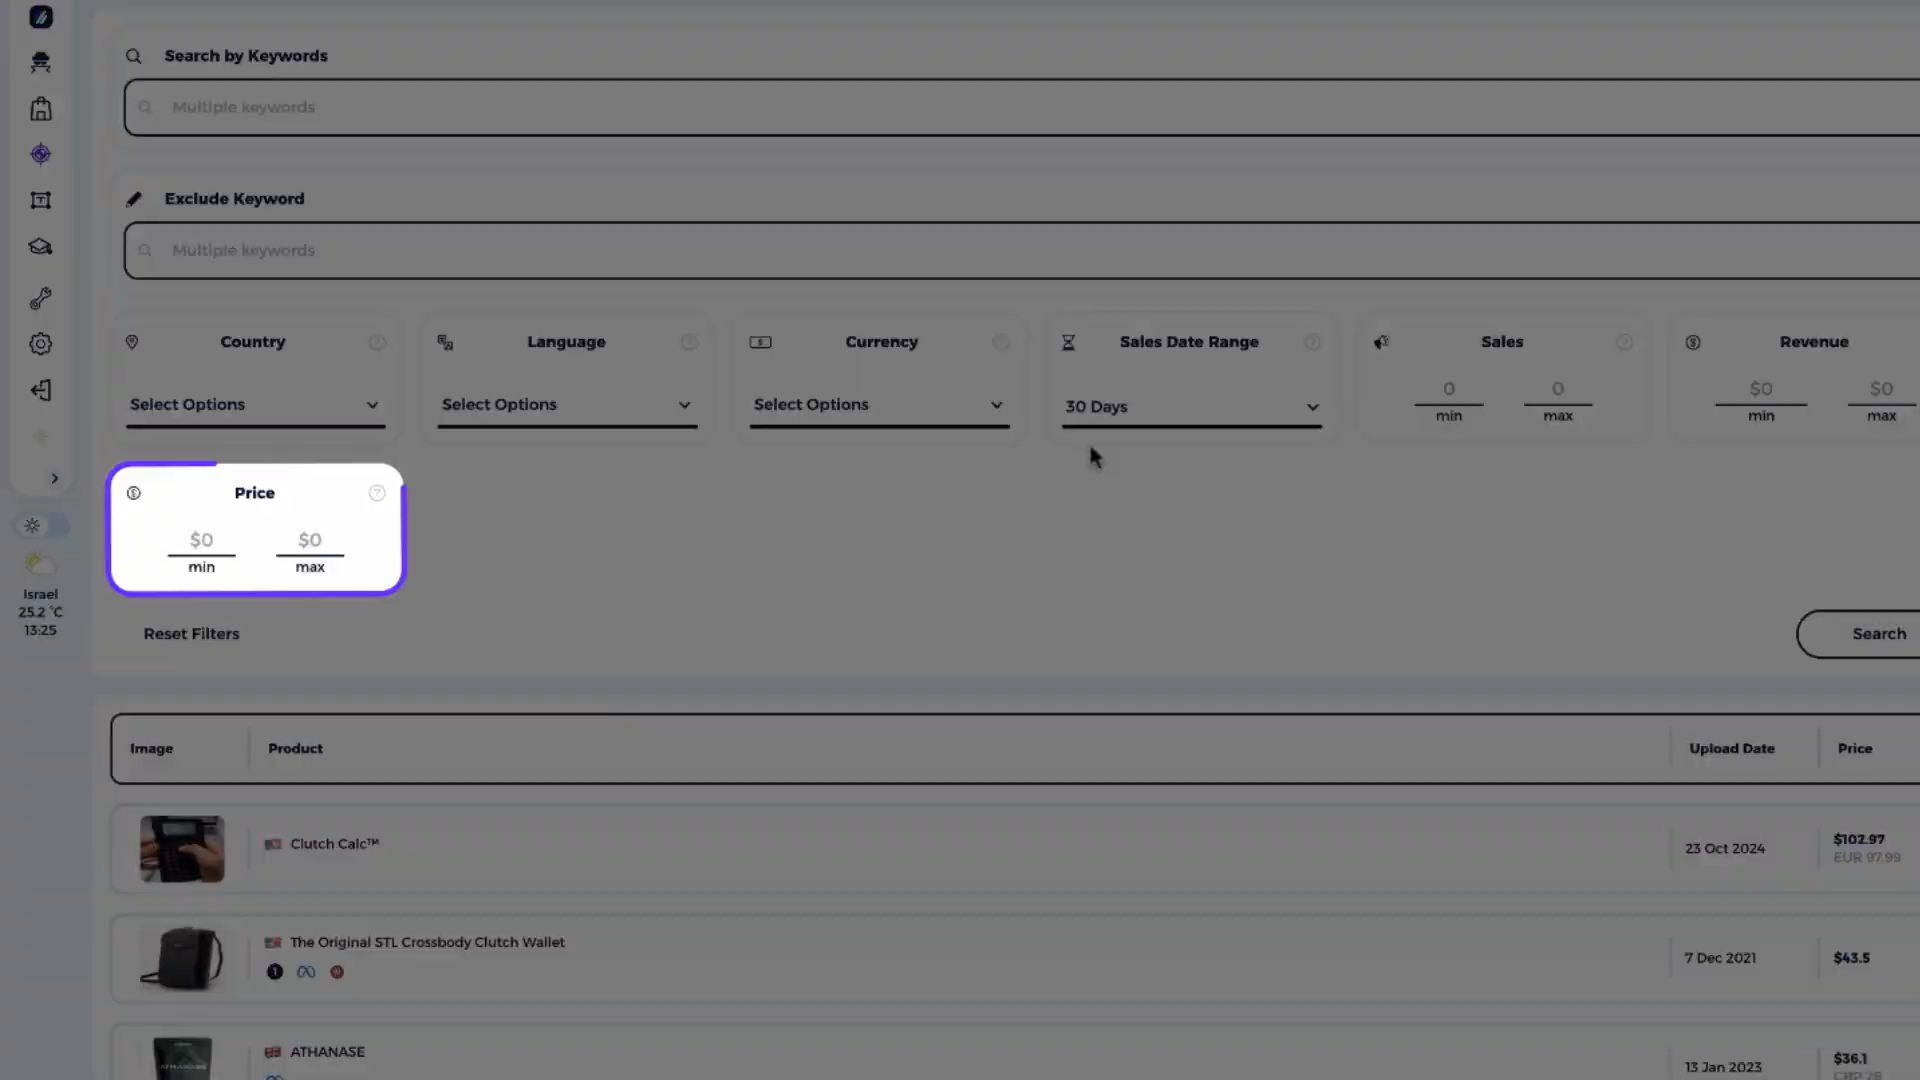 Search by Keywords
Multiple keywords
Exclude Keyword
Multiple keywords
Country
Language
Currency
Sales Date Range
Sales
Revenue
Select Options
Select Options
Select Options
30 Days
0
min
0
max
$0
min
$0
max
Price
$0
min
$0
max
Israel
25.2 °C
13:25
Reset Filters
Search
Image
Product
Upload Date
Price
Clutch Calc™
23 Oct 2024
$102.97
EUR 97.99
The Original STL Crossbody Clutch Wallet
7 Dec 2021
$43.5
ATHANASE
13 Jan 2023
$36.1